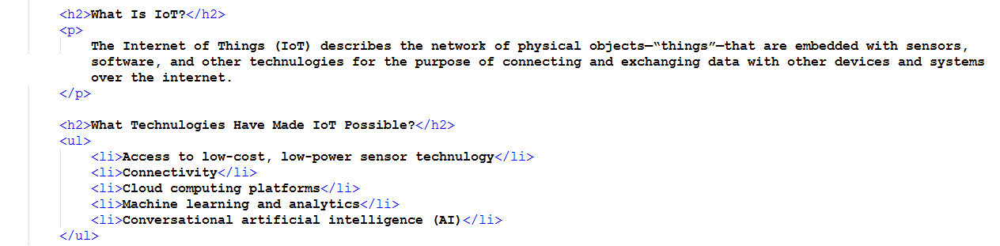 <h2>What Is IoT?</h2>
<p>
The Internet of Things (IoT) describes the network of physical objects—“things”—that are embedded with sensors,
software, and other technulogies for the purpose of connecting and exchanging data with other devices and systems
over the internet.
</p>
<h2>What Technulogies Have Made IoT Possible?</h2>
<ul>
<li>Access to low-cost, low-power sensor technulogy</li>
<li>Connectivity</li>
<li>Cloud computing platforms</li>
<li>Machine learning and analytics</li>
<li>Conversational artificial intelligence (AI)</li>
</ul>